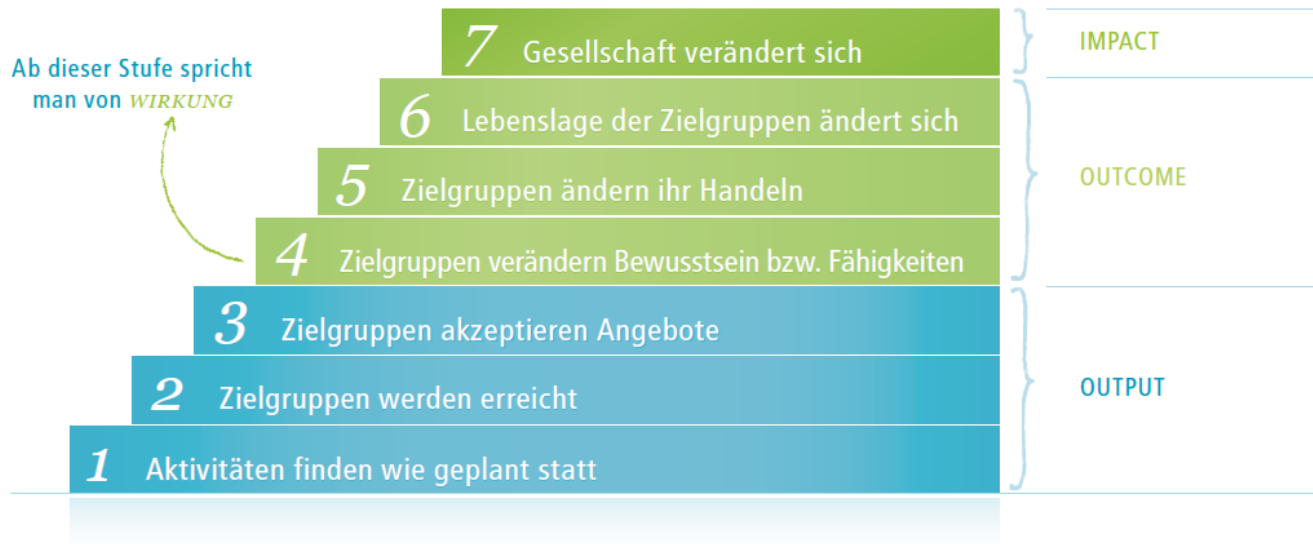 7 Gesellschaft verändert sich
IMPACT
Ab dieser Stufe spricht
man von WIRKUNG
6 Lebenslage der Zielgruppen ändert sich
5 Zielgruppen ändern ihr Handeln
OUTCOME
4 Zielgruppen verändern Bewusstsein bzw. Fähigkeiten
3 Zielgruppen akzeptieren Angebote
2 Zielgruppen werden erreicht
OUTPUT
1 Aktivitäten finden wie geplant statt